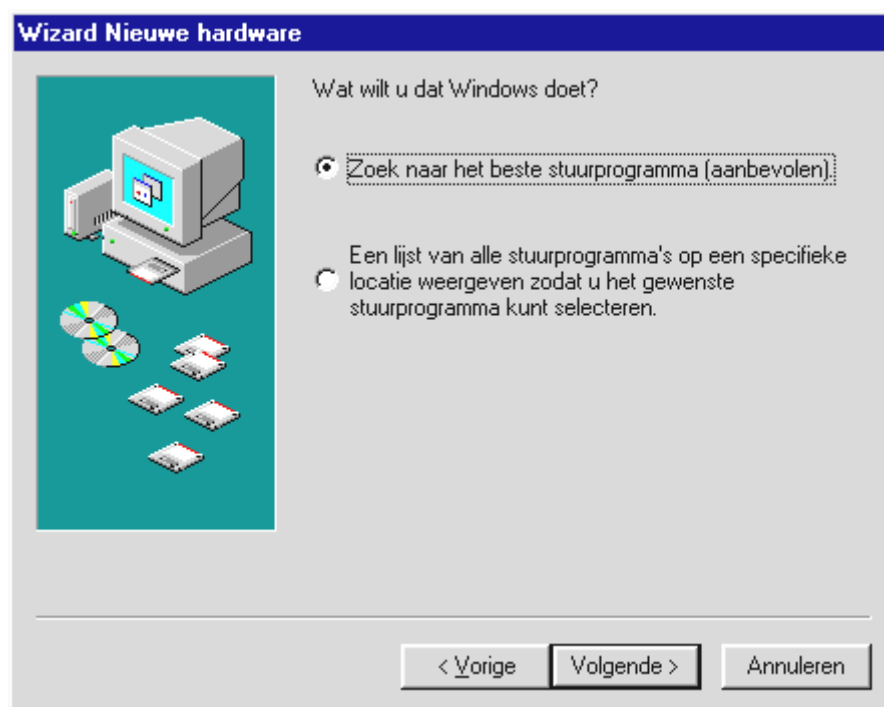 Wizard Nieuwe hardware
Wat wilt u dat Windows doet?
Zoek naar het beste stuurprogramma (aanbevolen).
Een lijst van alle stuurprogramma's op een specifieke
locatie weergeven zodat u het gewenste
stuurprogramma kunt selecteren.
< Vorige
Volgende >
Annuleren